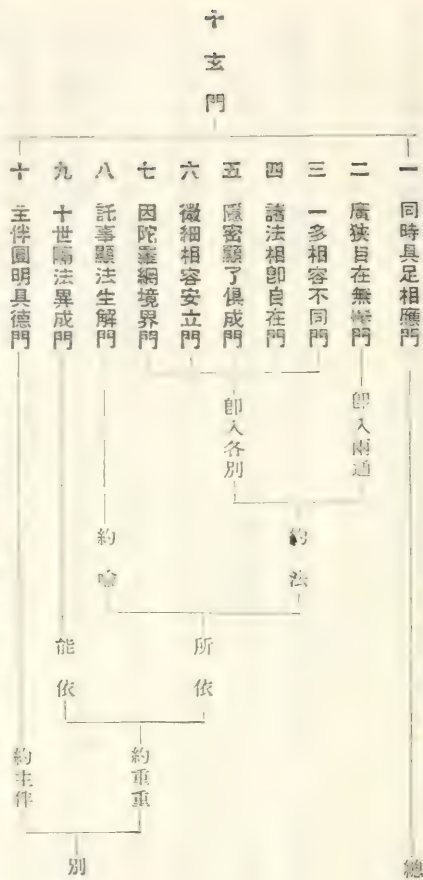 十玄門
一 同時具足相應門
二 廣狹自在無礙門
三 一多相容不同門
四 諸法相卽自在門
五 隱密顯了俱成門
六 微細相容安立門
七 因陀羅網境界門
八 託事顯法生解門
九 十世隔法異成門
十 主伴圓明具德門
卽入兩通
卽入各別
約法
約喩
所依
能依
約重重
約主伴
總
別